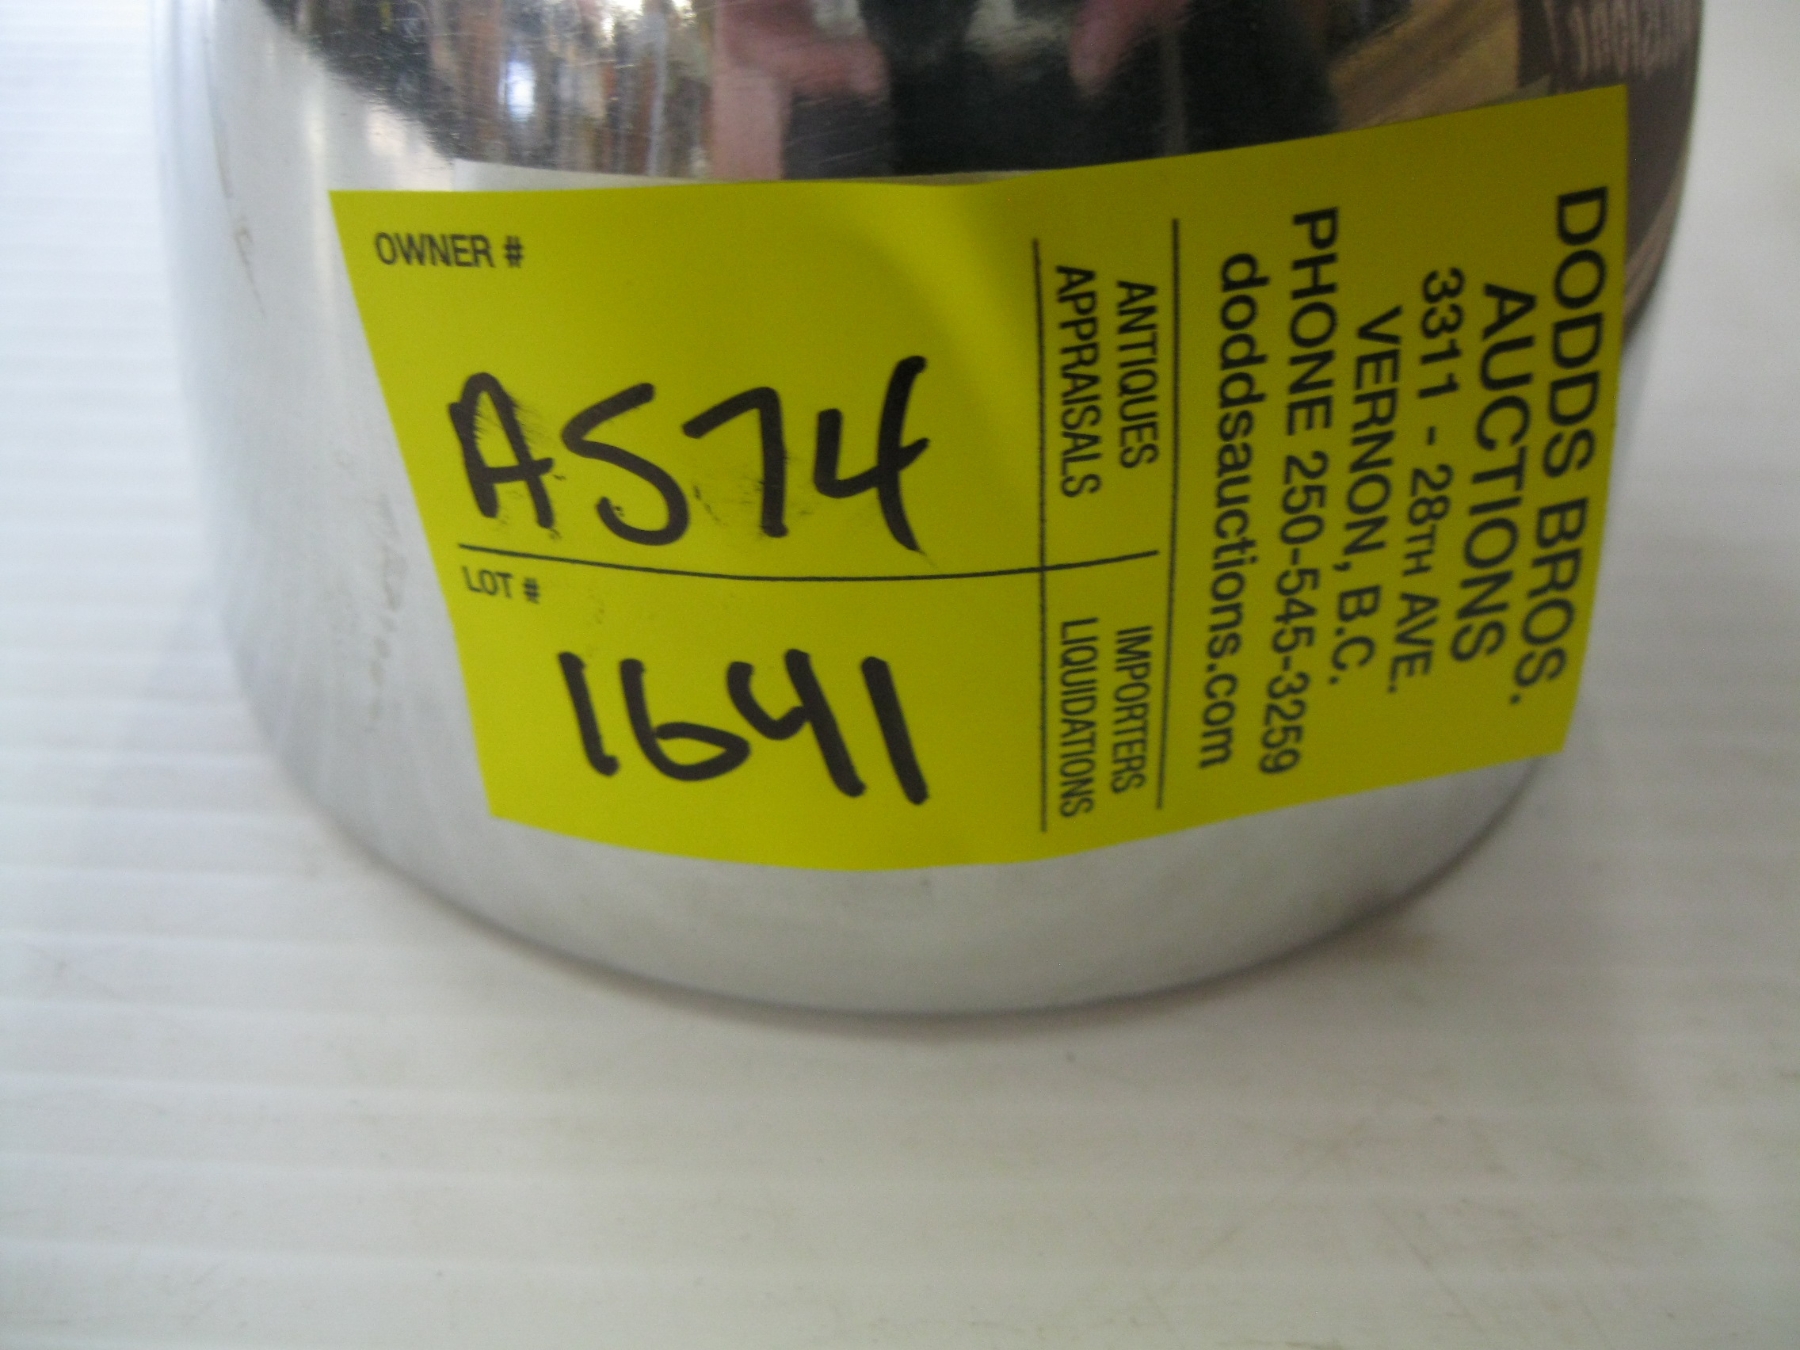 OWNER #
A574
LOT #
1641
ANTIQUES
APPRAISALS
IMPORTERS
LIQUIDATIONS
DODDS BROS.
AUCTIONS
3311 - 28TH AVE.
VERNON, B.C.
PHONE 250-545-3259
doddsauctions.com